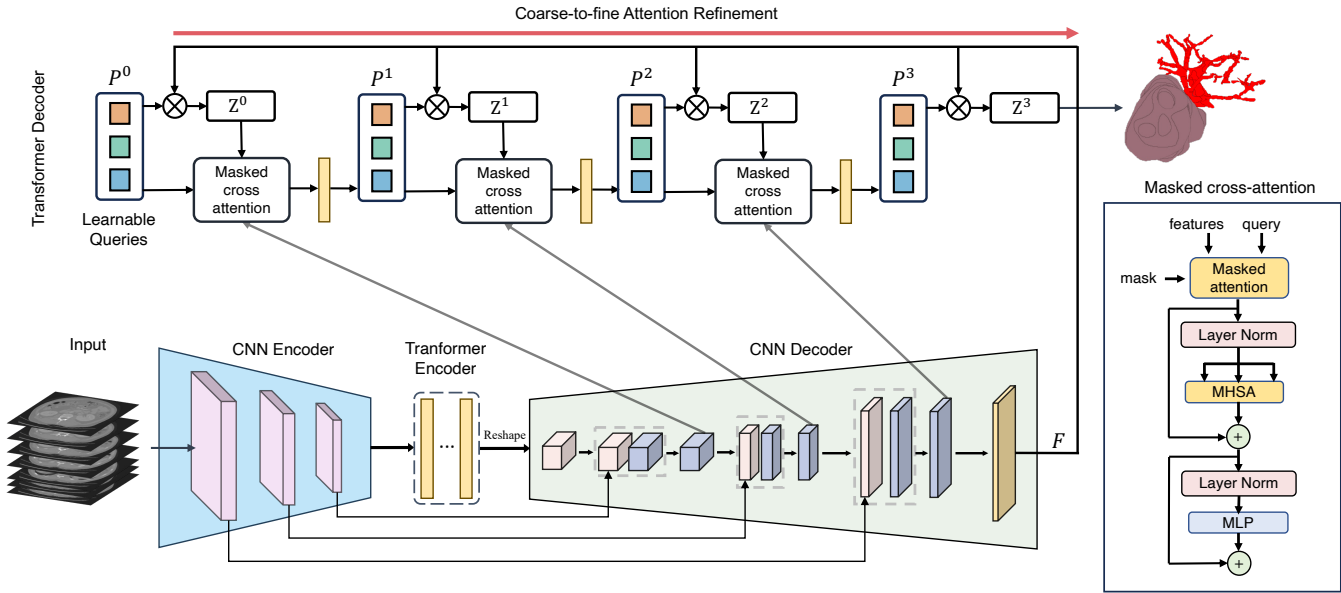 Coarse-to-fine Attention Refinement
Transformer Decoder
P⁰
P¹
P²
P³
Z⁰
Z¹
Z²
Z³
Masked
cross
attention
Masked
cross
attention
Masked
cross
attention
Learnable
Queries
Input
CNN Encoder
Tranformer
Encoder
...
Reshape
CNN Decoder
F
Masked cross-attention
features
query
mask
Masked
attention
Layer Norm
MHSA
+
Layer Norm
MLP
+